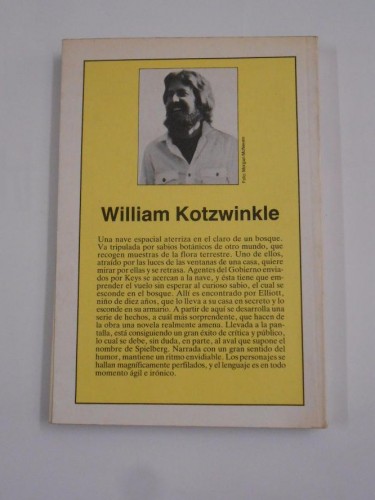 Foto: Morgan McGivern
William Kotzwinkle
Una nave espacial aterriza en el claro de un bosque.
Va tripulada por sabios botánicos de otro mundo, que
recogen muestras de la flora terrestre. Uno de ellos,
atraído por las luces de las ventanas de una casa, quiere
mirar por ellas y se retrasa. Agentes del Gobierno envia-
dos por Keys se acercan a la nave, y ésta tiene que em-
prender el vuelo sin esperar al curioso sabio, el cual se
esconde en el bosque. Allí es encontrado por Elliott,
niño de diez años, que lo lleva a su casa en secreto y lo
esconde en su armario. A partir de aquí se desarrolla una
serie de hechos, a cuál más sorprendente, que hacen de
la obra una novela realmente amena. Llevada a la pan-
talla, está consiguiendo un gran éxito de crítica y público,
lo cual se debe, sin duda, en parte, al aval que supone el
nombre de Spielberg. Narrada con un gran sentido del
humor, mantiene un ritmo envidiable. Los personajes se
hallan magníficamente perfilados, y el lenguaje es en todo
momento ágil e irónico.